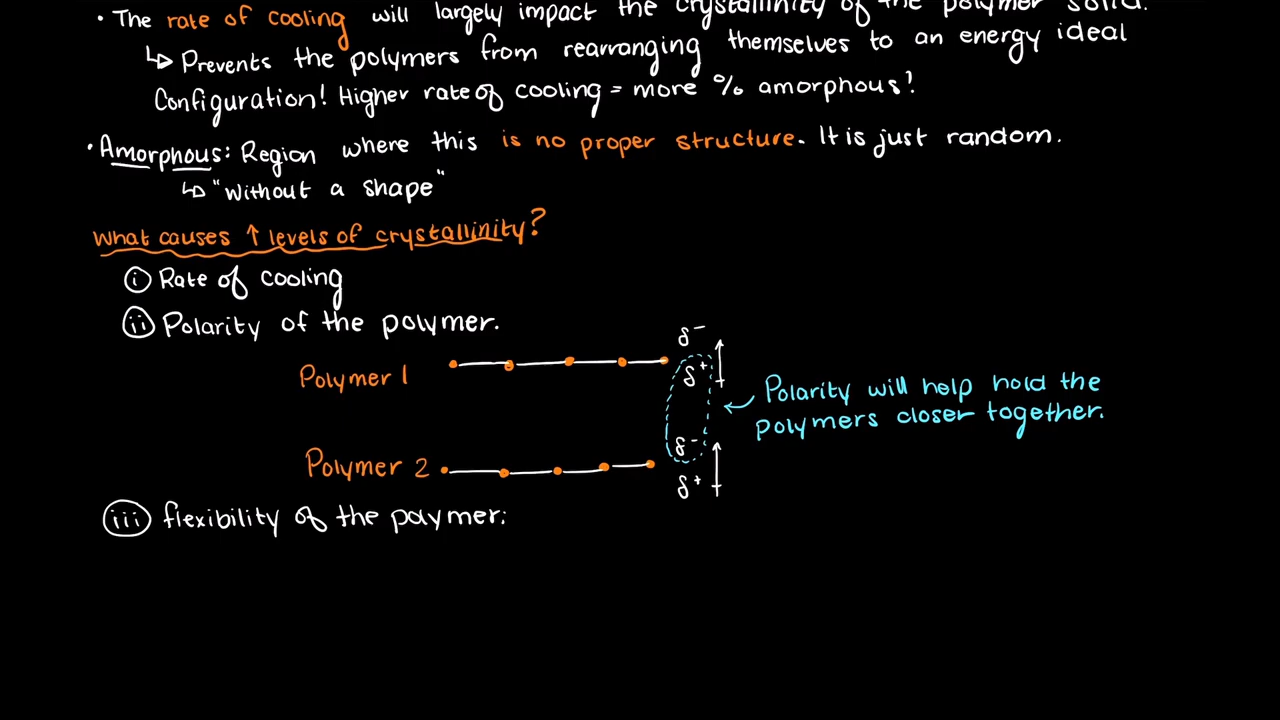 • The rate of cooling will largely impact the crystallinity of the polymer solid.
↳ Prevents the polymers from rearranging themselves to an energy ideal
Configuration! Higher rate of cooling = more % amorphous!
• Amorphous: Region where this is no proper structure. It is just random.
↳ "without a shape"
What causes ↑ levels of crystallinity?
(i) Rate of cooling
(ii) Polarity of the polymer.
δ-
Polymer 1
δ+
← Polarity will help hold the
polymers closer together.
δ-
Polymer 2
δ+
(iii) flexibility of the polymer: